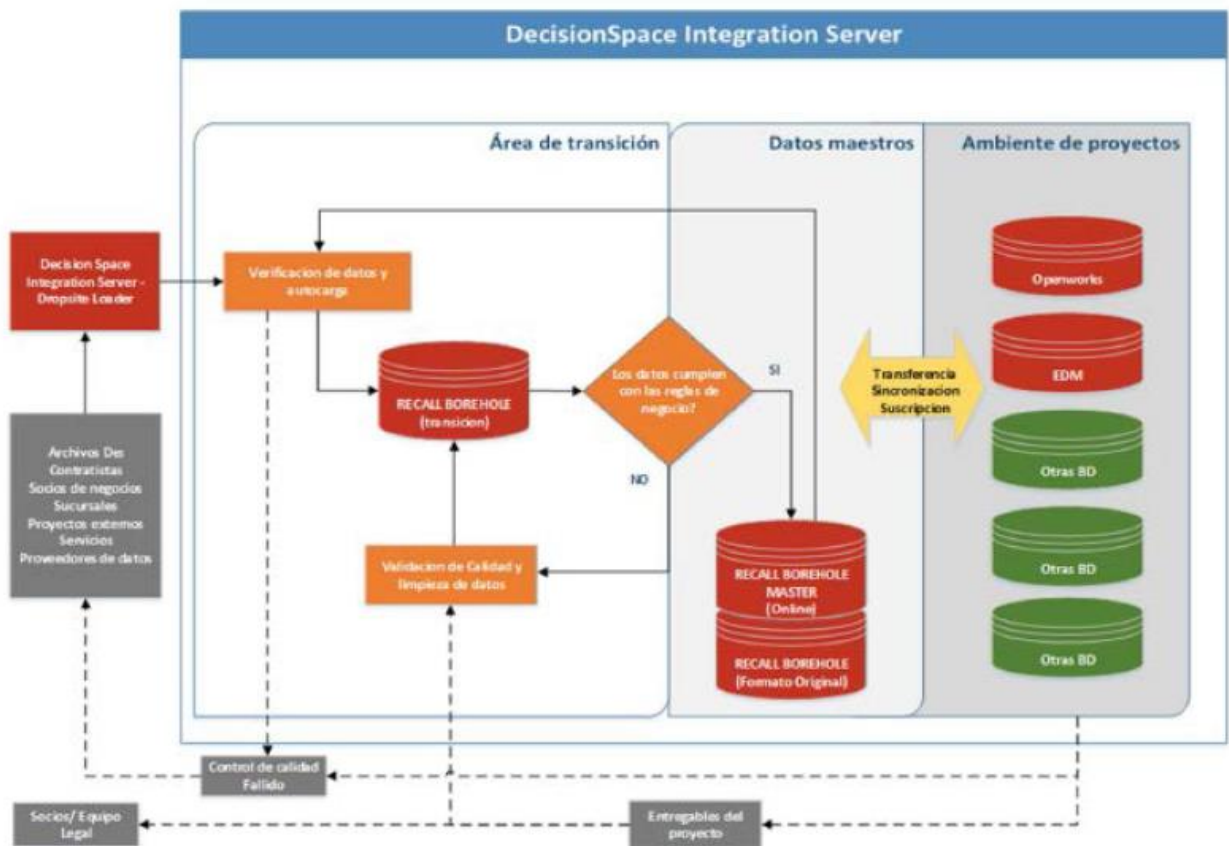 DecisionSpace Integration Server
Área de transición
Datos maestros
Ambiente de proyectos
Decision Space
Integration Server -
Dropsite Loader
Verificacion de datos y
autocarga
Openworks
RECALL BOREHOLE
(transicion)
Los datos cumplen
con las reglas de
negocio?
SI
NO
Transferencia
Sincronizacion
Suscripcion
EDM
Archivos Des
Contratistas
Socios de negocios
Sucursales
Proyectos externos
Servicios
Proveedores de datos
Otras BD
Validacion de Calidad y
limpieza de datos
RECALL BOREHOLE
MASTER
(Online)
Otras BD
RECALL BOREHOLE
(Formato Original)
Otras BD
Control de calidad
Fallido
Socios/ Equipo
Legal
Entregables del
proyecto